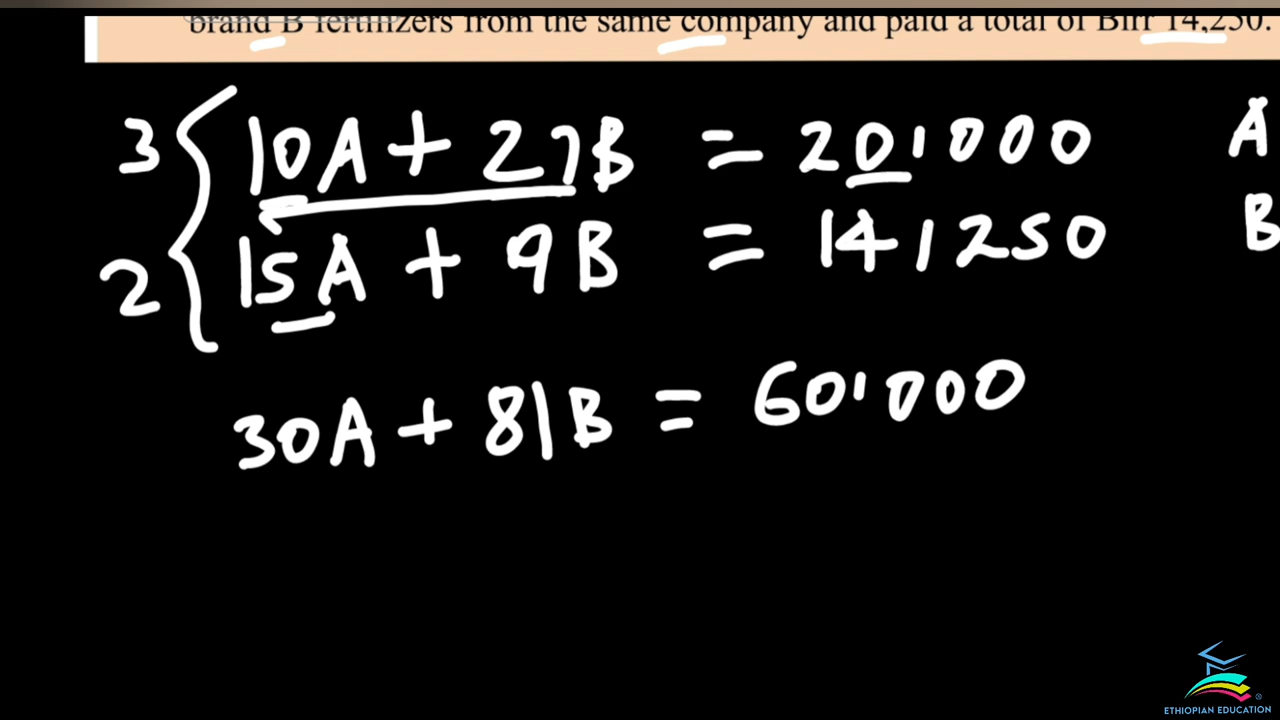 brand B fertilizers from the same company and paid a total of Birr 14,250.
3 10A + 27B = 20'000 A
2 15A + 9B = 14'250 B
30A + 81B = 60'000
ETHIOPIAN EDUCATION